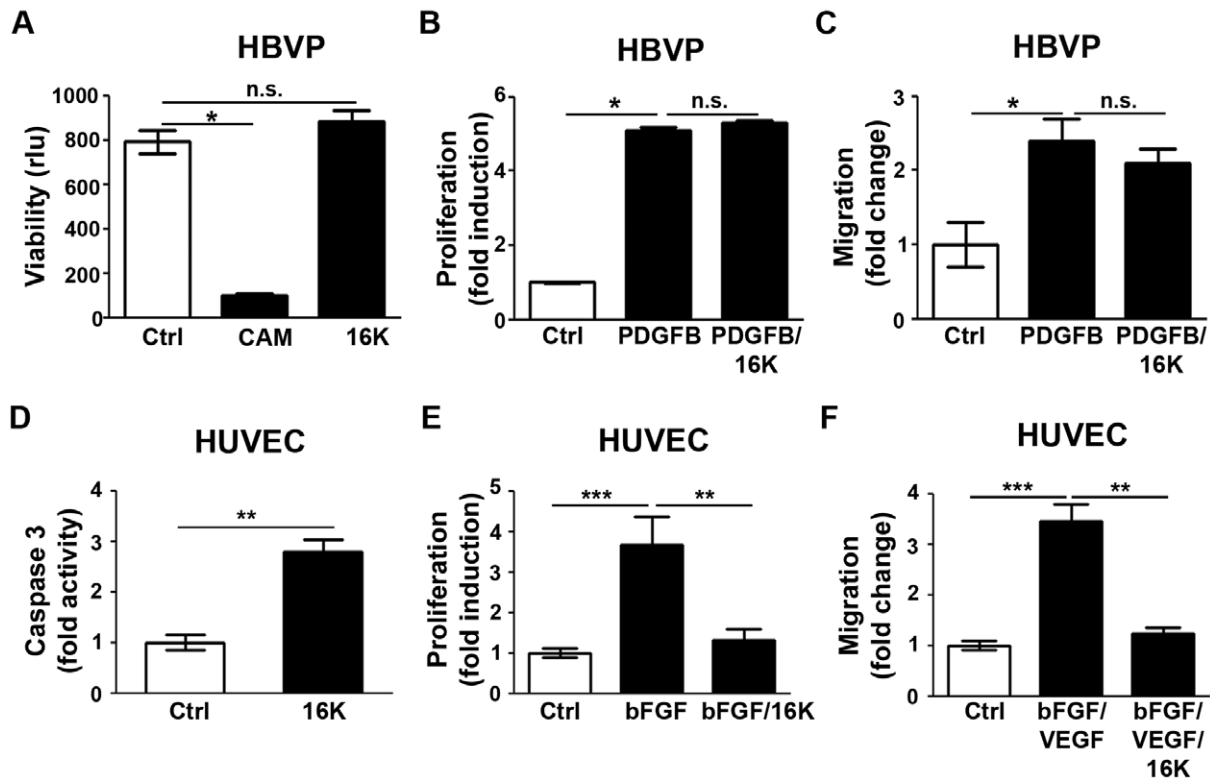 A
HBVP
n.s.
*
Viability (rlu)
1000
800
600
400
200
0
Ctrl CAM 16K
B
HBVP
* n.s.
Proliferation
(fold induction)
6
4
2
0
Ctrl PDGFB PDGFB/
16K
C
HBVP
* n.s.
Migration
(fold change)
3
2
1
0
Ctrl PDGFB PDGFB/
16K
D
HUVEC
**
Caspase 3
(fold activity)
4
3
2
1
0
Ctrl 16K
E
HUVEC
*** **
Proliferation
(fold induction)
5
4
3
2
1
0
Ctrl bFGF bFGF/16K
F
HUVEC
*** **
Migration
(fold change)
4
3
2
1
0
Ctrl bFGF/ bFGF/
VEGF VEGF/
16K